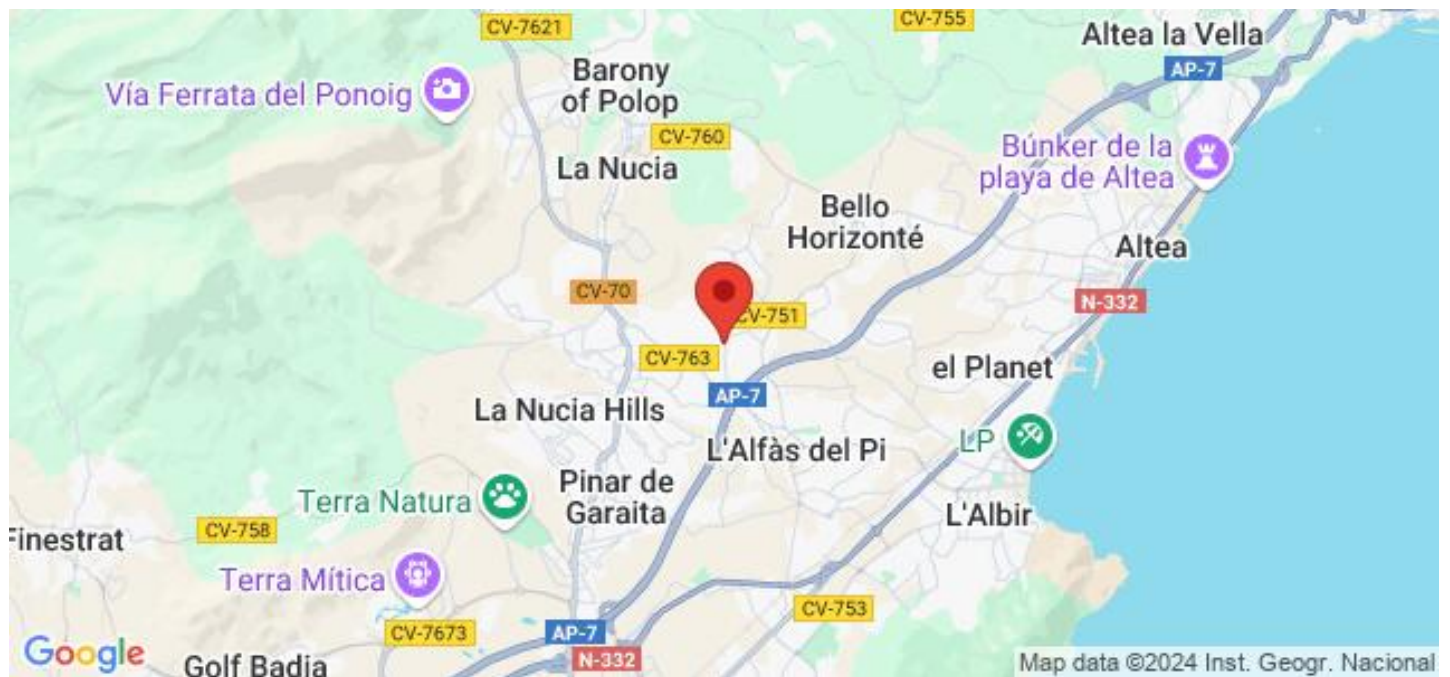 CV-7621
CV-755
Altea la Vella
AP-7
Vía Ferrata del Ponoig
Barony
of Polop
CV-760
La Nucia
Búnker de la
playa de Altea
Bello
Horizonté
Altea
CV-70
N-332
CV-751
CV-763
el Planet
AP-7
La Nucia Hills
L'Alfàs del Pi
LP
Terra Natura
Pinar de
Garaita
L'Albir
CV-758
Finestrat
Terra Mítica
CV-753
CV-7673
AP-7
N-332
Google
Golf Badia
Map data ©2024 Inst. Geogr. Nacional